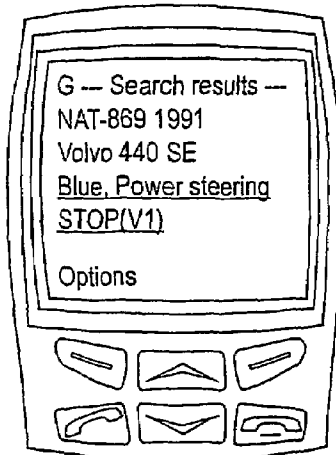 G --- Search results ---
NAT-869 1991
Volvo 440 SE
Blue, Power steering
STOP(V1)
Options